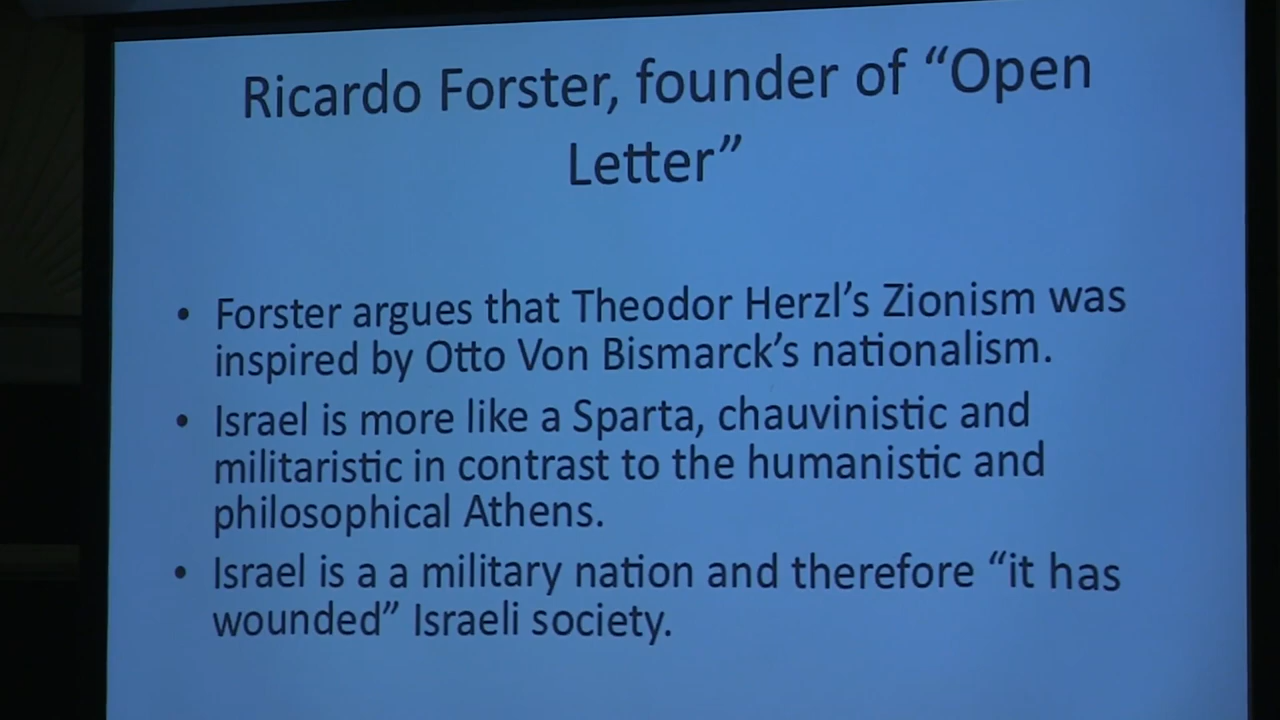 Ricardo Forster, founder of “Open
Letter”
• Forster argues that Theodor Herzl’s Zionism was
inspired by Otto Von Bismarck’s nationalism.
• Israel is more like a Sparta, chauvinistic and
militaristic in contrast to the humanistic and
philosophical Athens.
• Israel is a a military nation and therefore “it has
wounded” Israeli society.